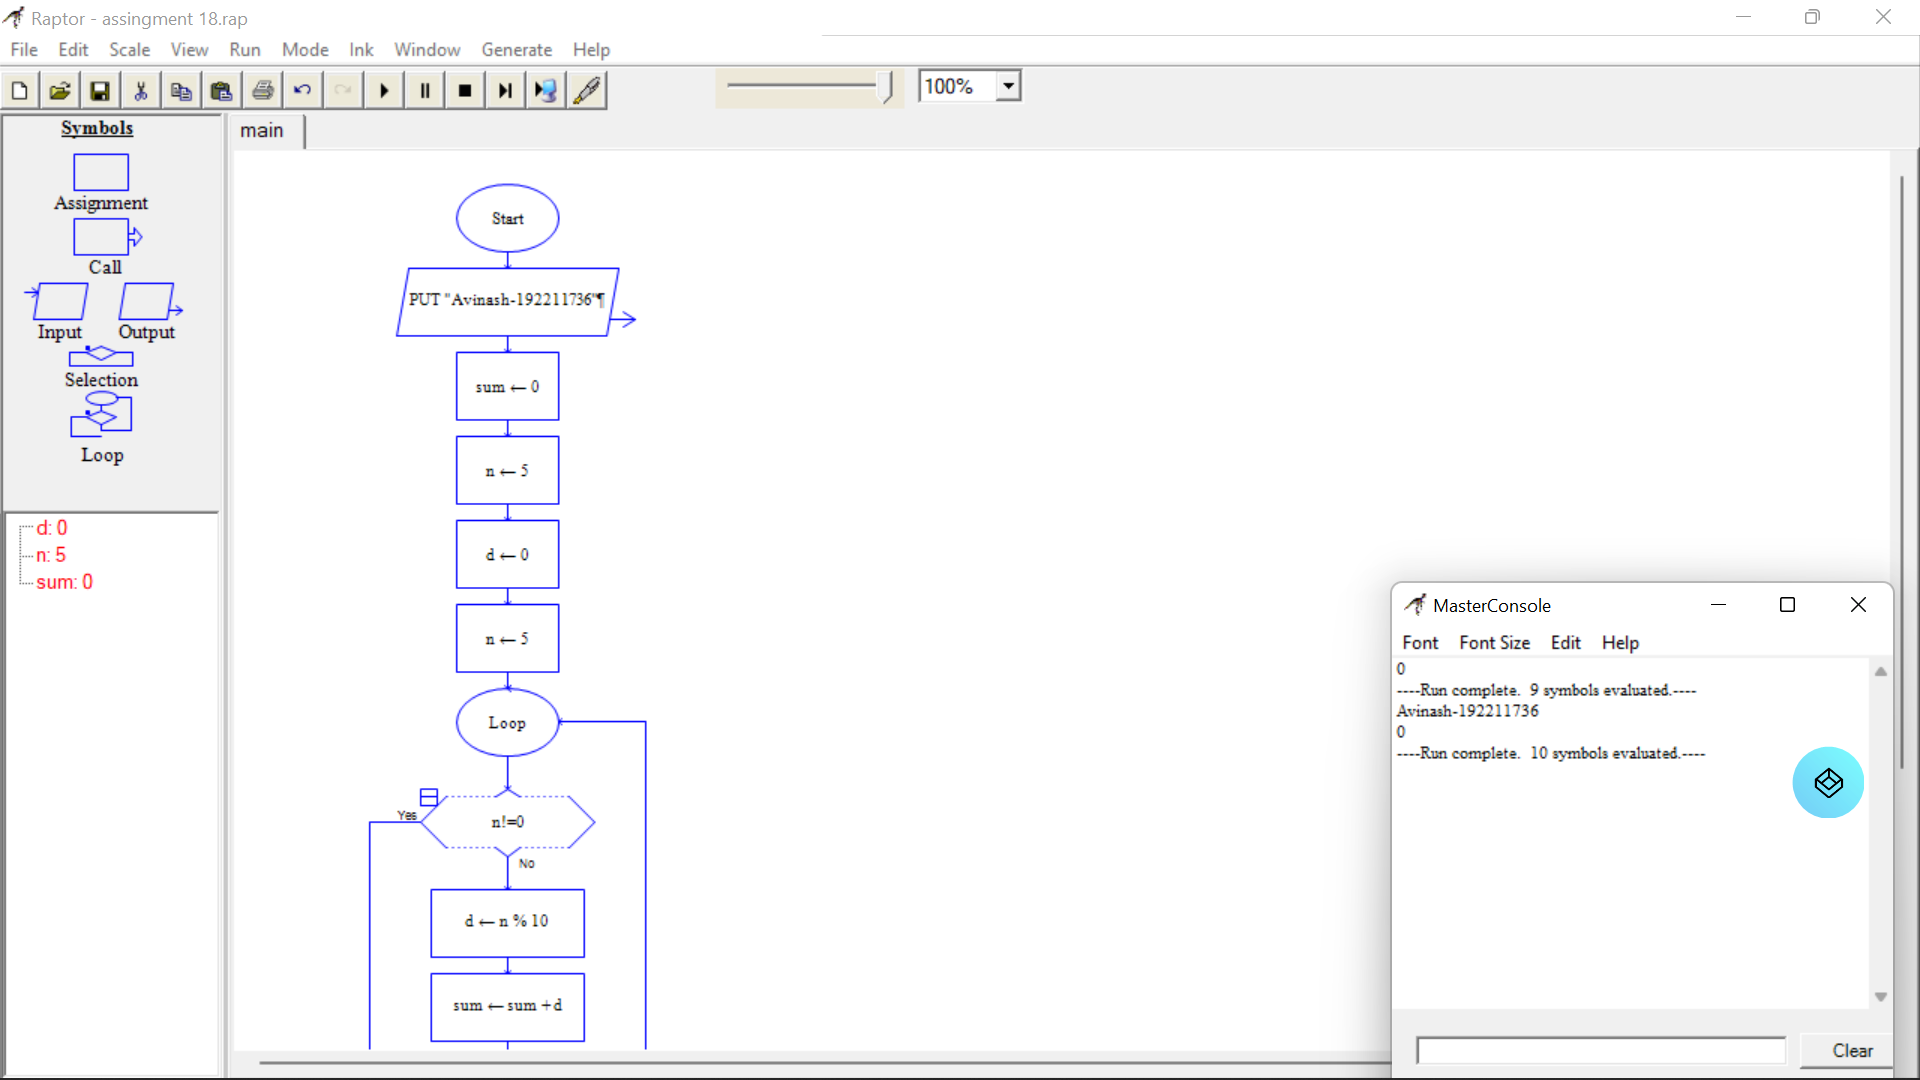 Raptor - assingment 18.rap
File Edit Scale View Run Mode Ink Window Generate Help
100%
Symbols
Assignment
Call
Input Output
Selection
Loop
d: 0
n: 5
sum: 0
main
Start
PUT "Avinash-192211736"¶
sum ← 0
n ← 5
d ← 0
n ← 5
Loop
Yes
n!=0
No
d ← n % 10
sum ← sum +d
MasterConsole
Font Font Size Edit Help
0
----Run complete. 9 symbols evaluated.----
Avinash-192211736
0
----Run complete. 10 symbols evaluated.----
Clear